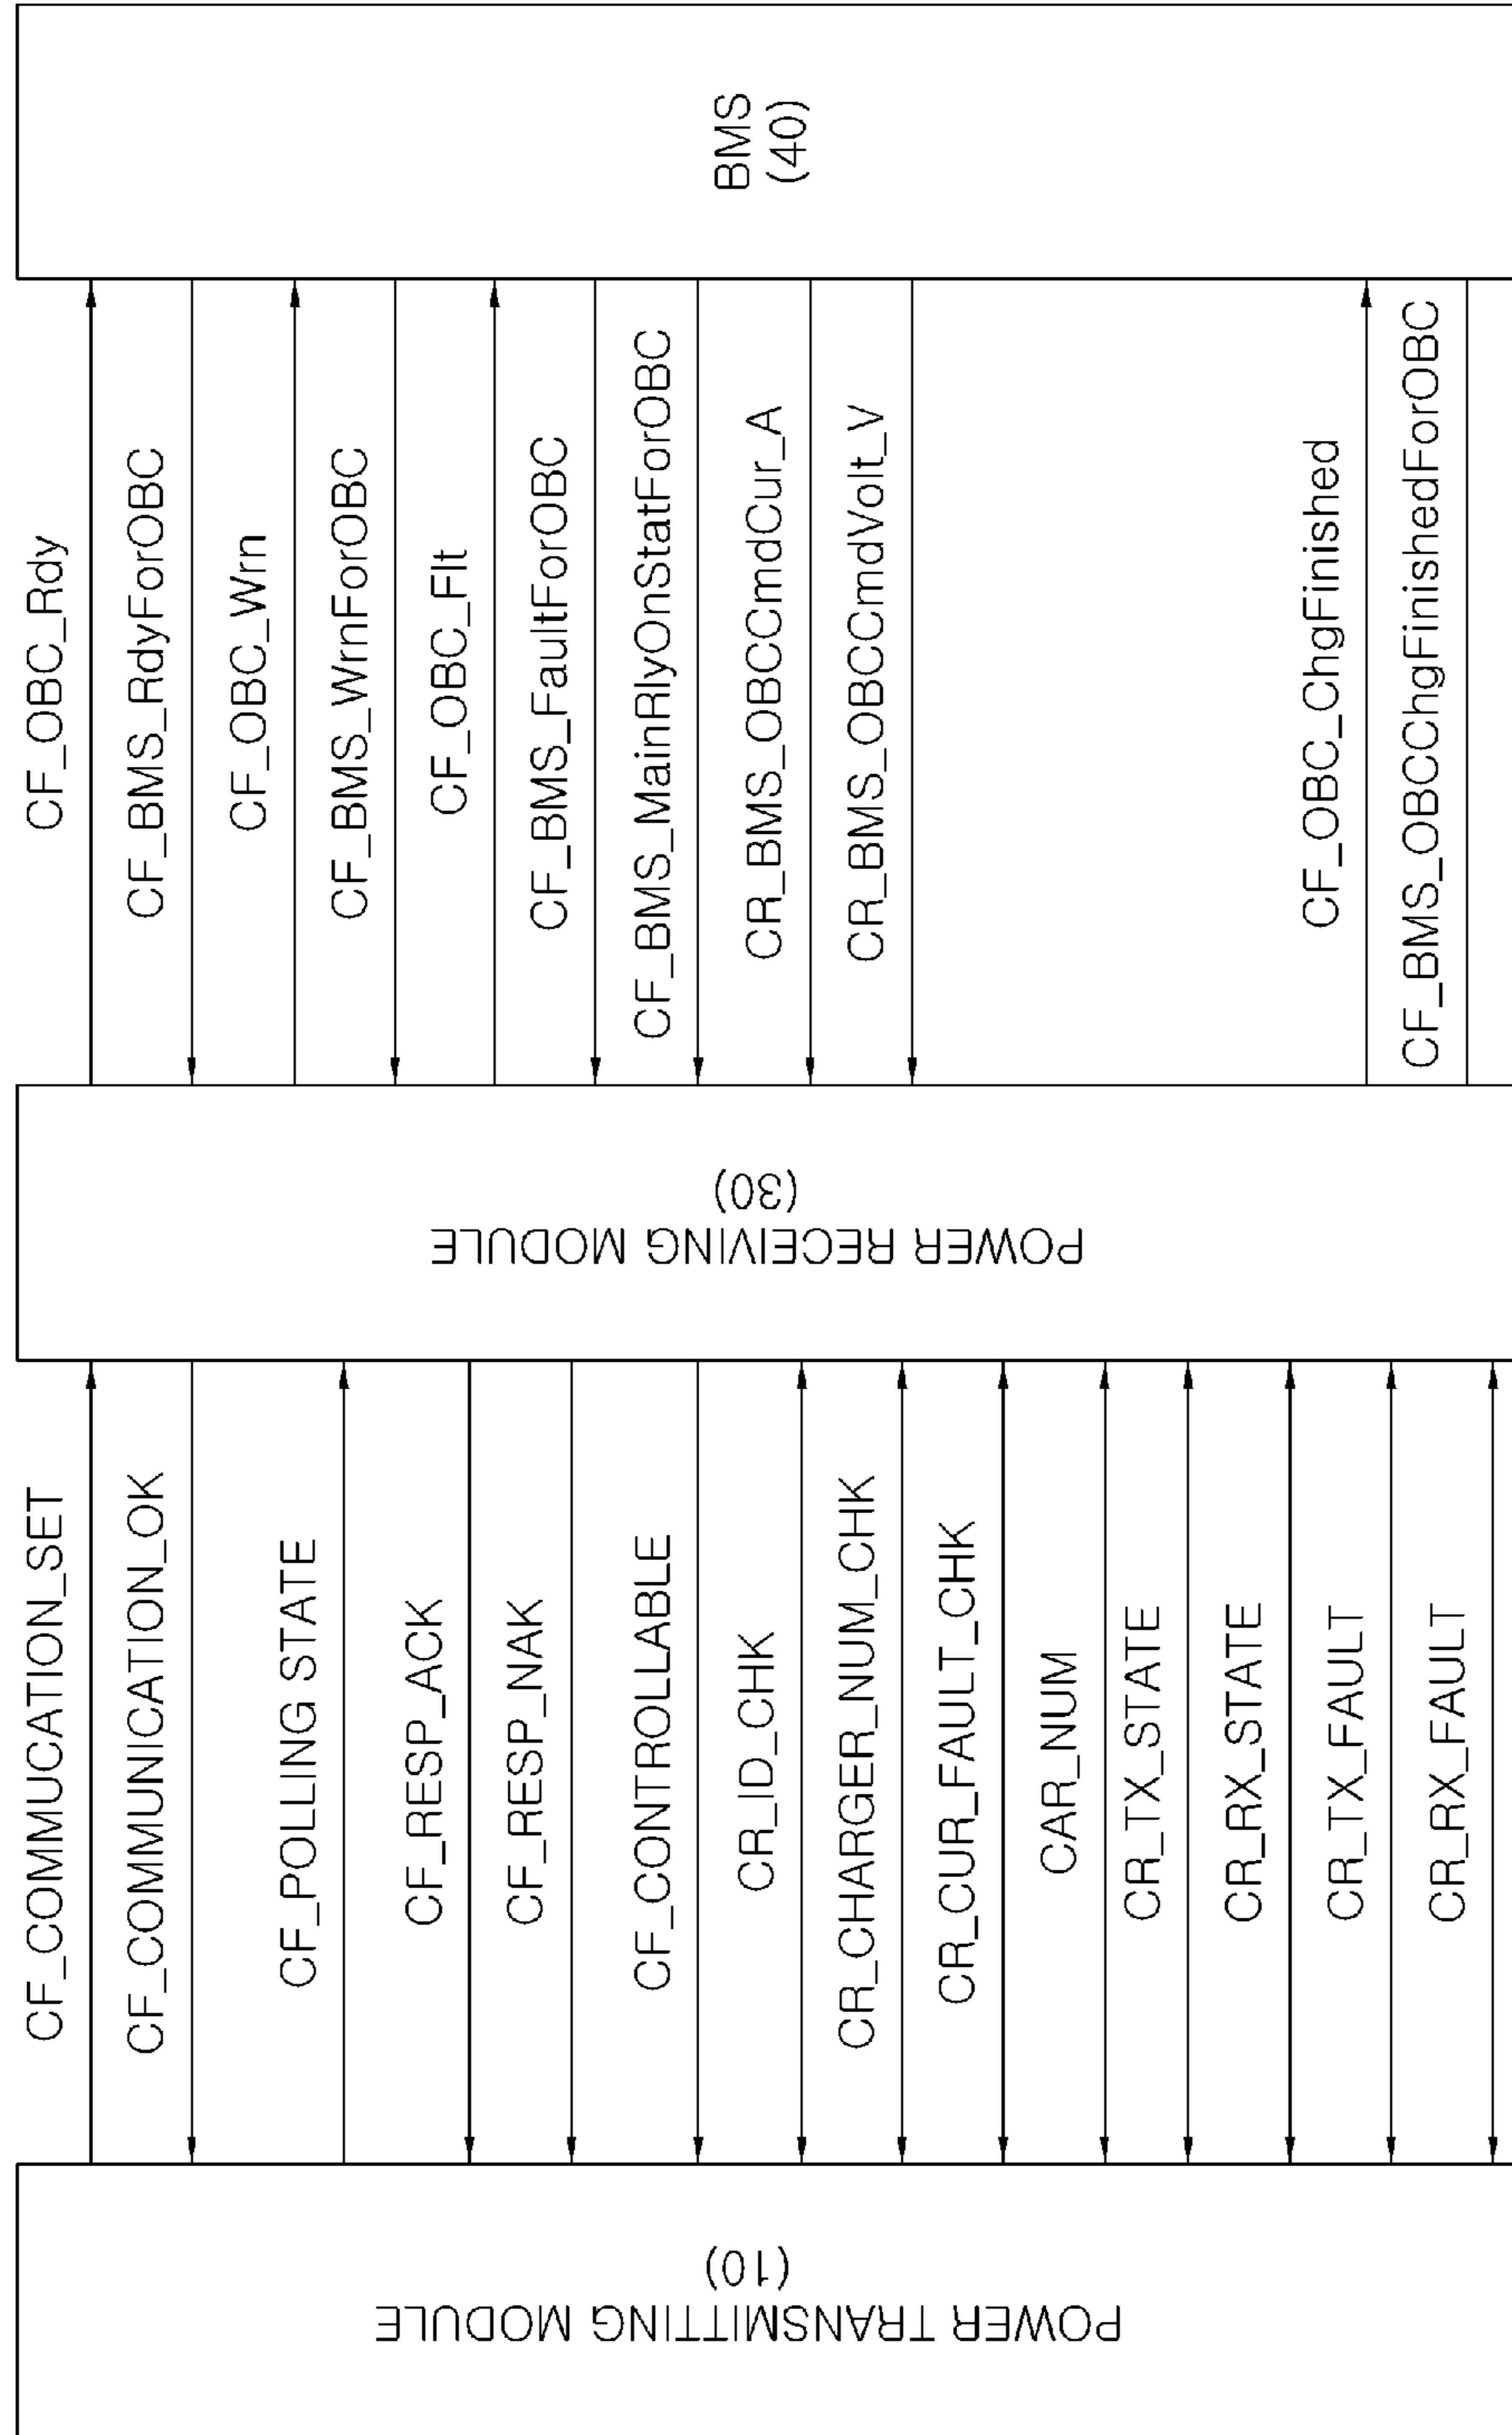 POWER TRANSMITTING MODULE
(10)
CF_COMMUCATION_SET
CF_COMMUNICATION_OK
CF_POLLING STATE
CF_RESP_ACK
CF_RESP_NAK
CF_CONTROLLABLE
CR_ID_CHK
CR_CHARGER_NUM_CHK
CR_CUR_FAULT_CHK
CAR_NUM
CR_TX_STATE
CR_RX_STATE
CR_TX_FAULT
CR_RX_FAULT
POWER RECEIVING MODULE
(30)
CF_OBC_Rdy
CF_BMS_RdyForOBC
CF_OBC_Wrn
CF_BMS_WrnForOBC
CF_OBC_Flt
CF_BMS_FaultForOBC
CF_BMS_MainRlyOnStatForOBC
CR_BMS_OBCCmdCur_A
CR_BMS_OBCCmdVolt_V
CF_OBC_ChgFinished
CF_BMS_OBCChgFinishedForOBC
BMS
(40)